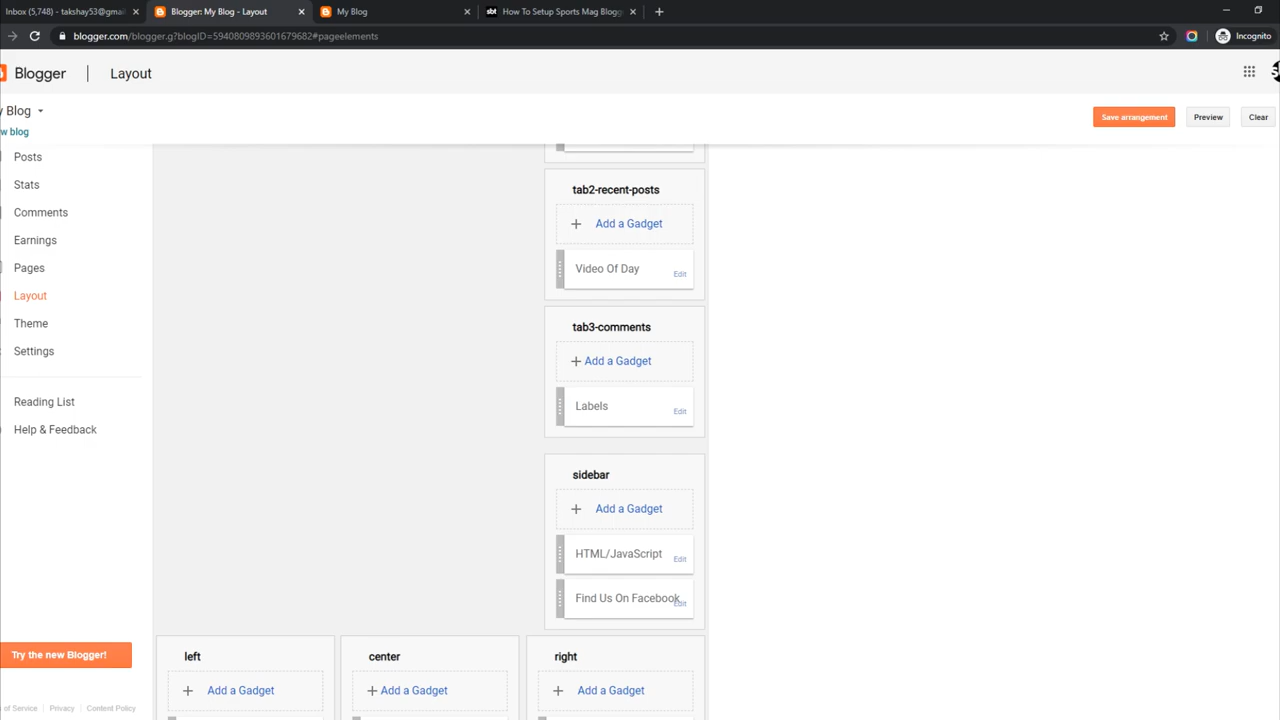 Inbox (5,748) - takshay53@gmail
Blogger: My Blog - Layout
My Blog
How To Setup Sports Mag Blogg
blogger.com/blogger.g?blogID=5940809893601679682#pageelements
Incognito
Blogger
Layout
y Blog
w blog
Save arrangement
Preview
Clear
Posts
Stats
Comments
Earnings
Pages
Layout
Theme
Settings
Reading List
Help & Feedback
Try the new Blogger!
of Service
Privacy
Content Policy
tab2-recent-posts
+ Add a Gadget
Video Of Day
Edit
tab3-comments
+ Add a Gadget
Labels
Edit
sidebar
+ Add a Gadget
HTML/JavaScript
Edit
Find Us On Facebook
Edit
left
+ Add a Gadget
center
+ Add a Gadget
right
+ Add a Gadget